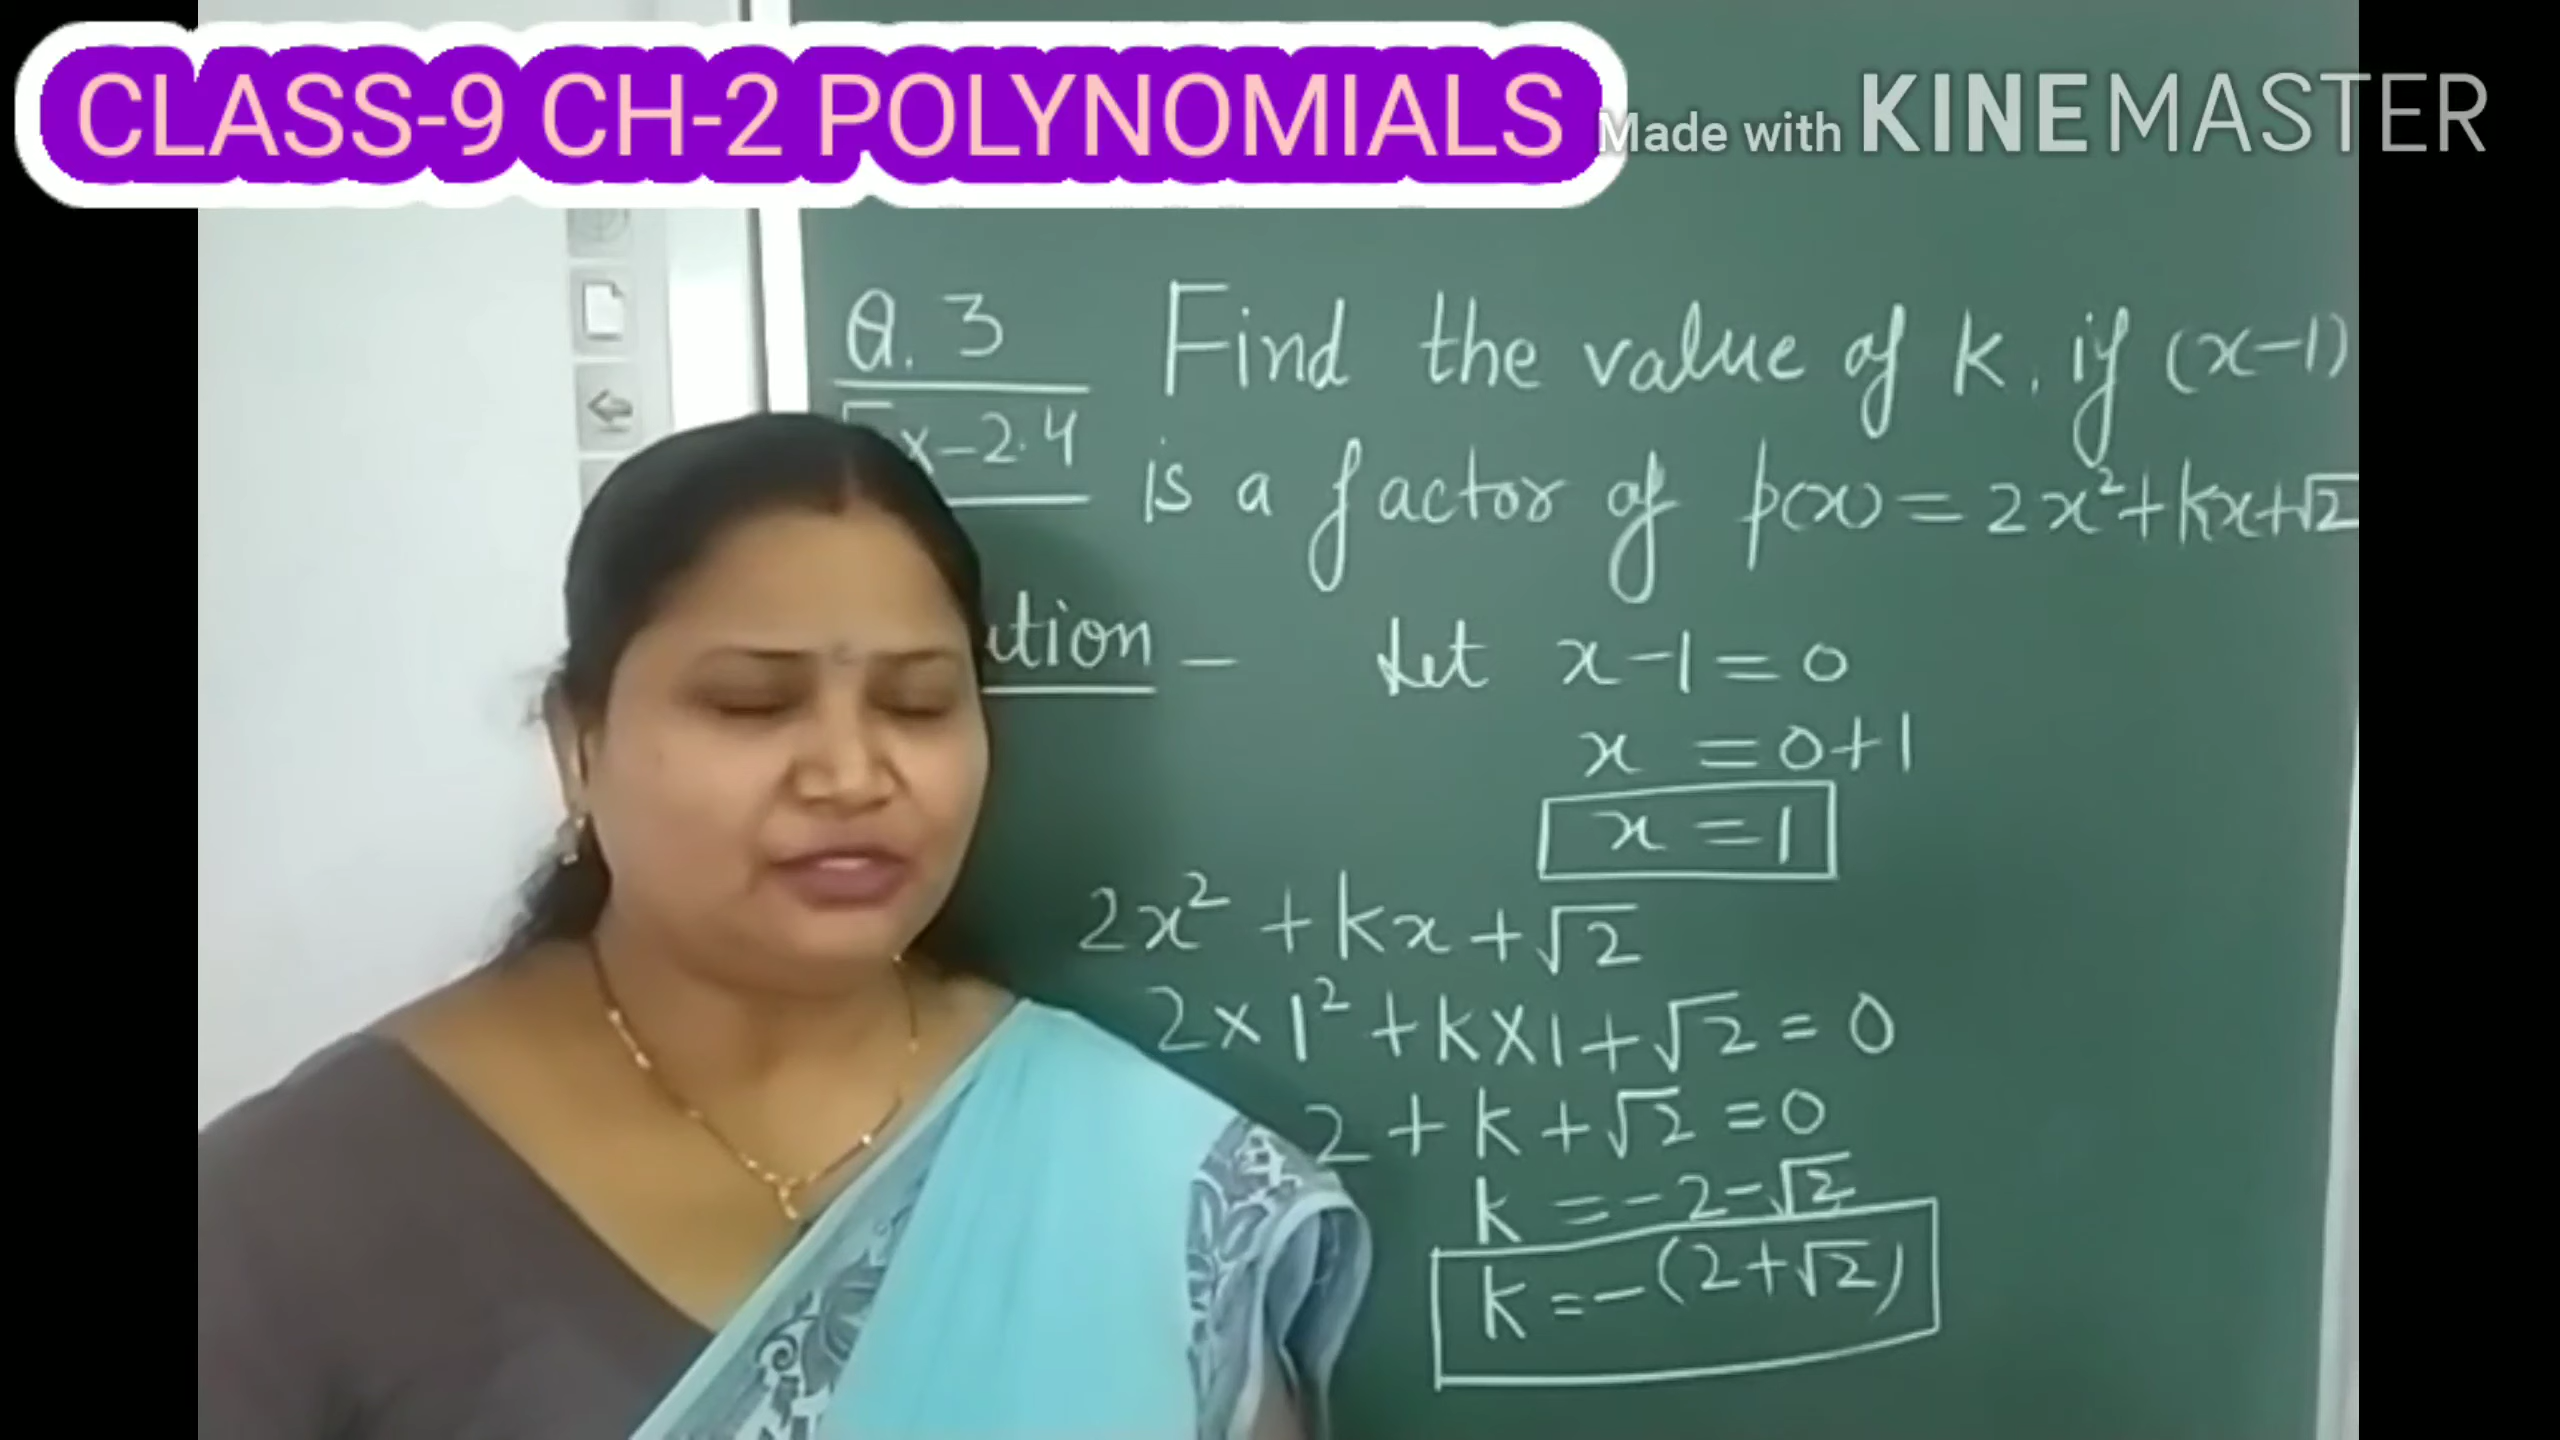 CLASS-9 CH-2 POLYNOMIALS
Made with KINEMASTER
Q. 3 Find the value of k, if (x-1)
x-2.4 is a factor of p(x) = 2x²+kx+√2
ution – Let x-1=0
x = 0+1
x = 1
2x² + kx + √2
2×1² + k×1 + √2 = 0
2 + k + √2 = 0
k = -2-√2
k = -(2+√2)